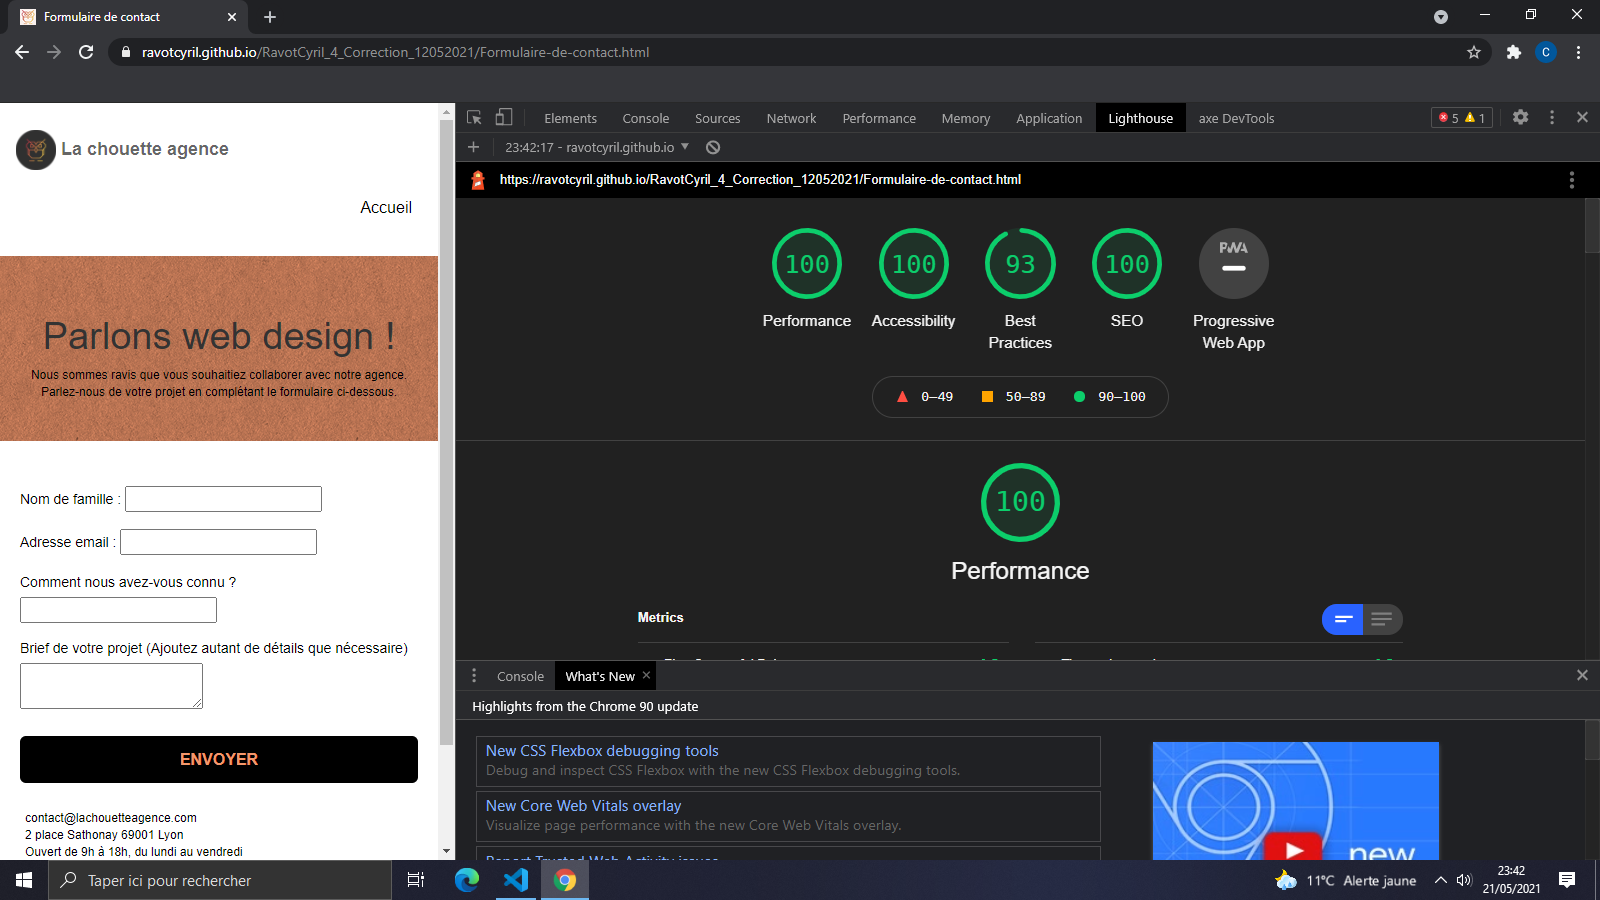 Formulaire de contact
ravotcyril.github.io/RavotCyril_4_Correction_12052021/Formulaire-de-contact.html
C
La chouette agence
Accueil
Parlons web design !
Nous sommes ravis que vous souhaitiez collaborer avec notre agence.
Parlez-nous de votre projet en complétant le formulaire ci-dessous.
Nom de famille :
Adresse email :
Comment nous avez-vous connu ?
Brief de votre projet (Ajoutez autant de détails que nécessaire)
ENVOYER
contact@lachouetteagence.com
2 place Sathonay 69001 Lyon
Ouvert de 9h à 18h, du lundi au vendredi
Elements Console Sources Network Performance Memory Application Lighthouse axe DevTools 5 1
23:42:17 - ravotcyril.github.io
https://ravotcyril.github.io/RavotCyril_4_Correction_12052021/Formulaire-de-contact.html
100 100 93 100 PWA
Performance Accessibility Best Practices SEO Progressive Web App
0–49 50–89 90–100
100
Performance
Metrics
Console What's New
Highlights from the Chrome 90 update
New CSS Flexbox debugging tools
Debug and inspect CSS Flexbox with the new CSS Flexbox debugging tools.
New Core Web Vitals overlay
Visualize page performance with the new Core Web Vitals overlay.
Report Trusted Web Activity issues
new
Taper ici pour rechercher
11°C Alerte jaune
23:42
21/05/2021